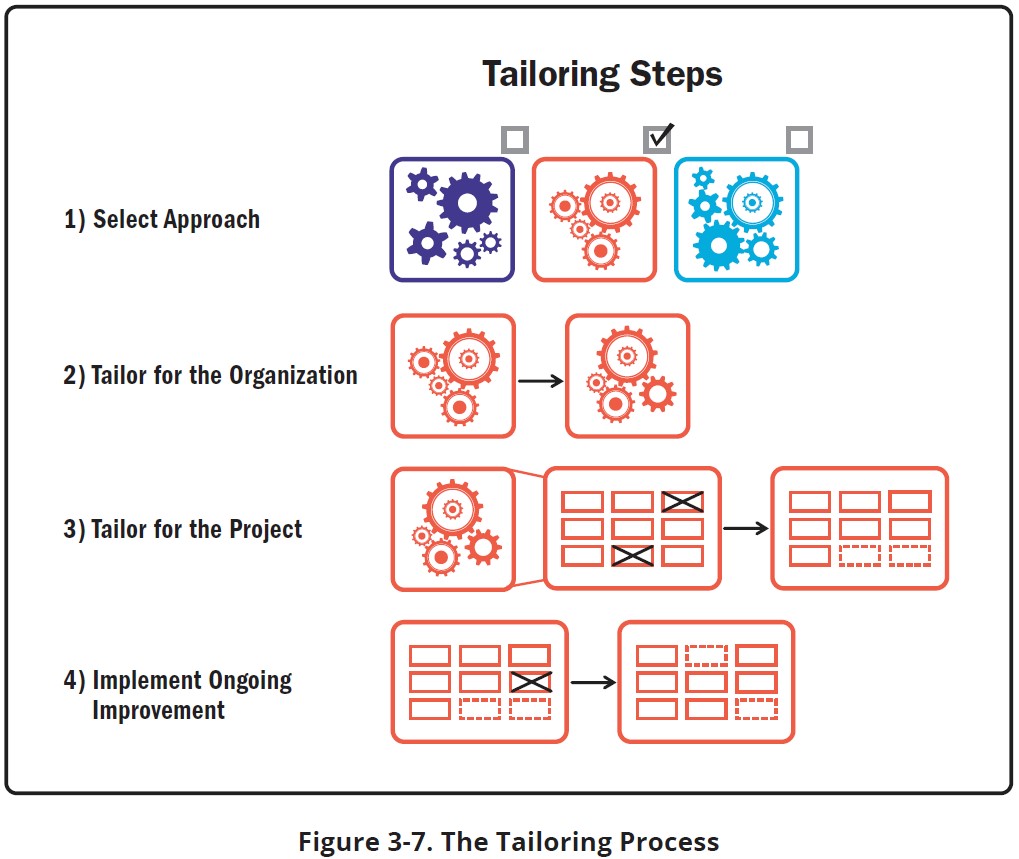 Tailoring Steps
1) Select Approach
2) Tailor for the Organization
3) Tailor for the Project
4) Implement Ongoing
Improvement
Figure 3-7. The Tailoring Process